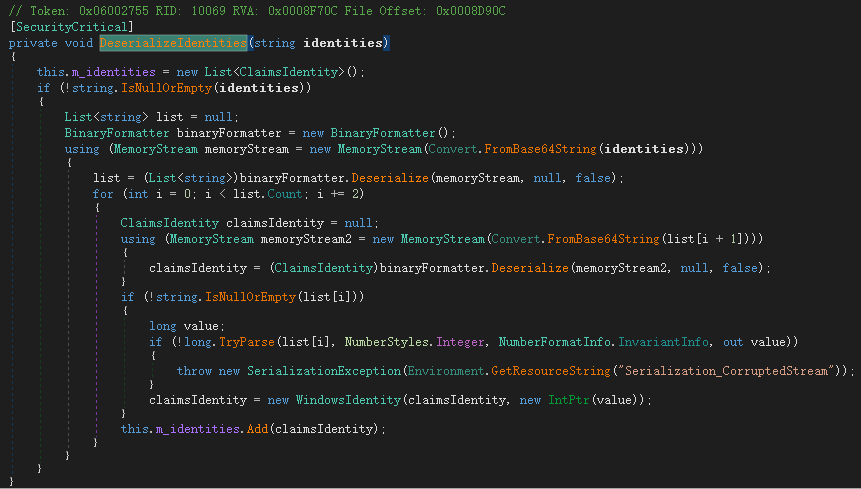 // Token: 0x06002755 RID: 10069 RVA: 0x0008F70C File Offset: 0x0008D90C
[SecurityCritical]
private void DeserializeIdentities(string identities)
{
this.m_identities = new List<ClaimsIdentity>();
if (!string.IsNullOrEmpty(identities))
{
List<string> list = null;
BinaryFormatter binaryFormatter = new BinaryFormatter();
using (MemoryStream memoryStream = new MemoryStream(Convert.FromBase64String(identities)))
{
list = (List<string>)binaryFormatter.Deserialize(memoryStream, null, false);
for (int i = 0; i < list.Count; i += 2)
{
ClaimsIdentity claimsIdentity = null;
using (MemoryStream memoryStream2 = new MemoryStream(Convert.FromBase64String(list[i + 1])))
{
claimsIdentity = (ClaimsIdentity)binaryFormatter.Deserialize(memoryStream2, null, false);
}
if (!string.IsNullOrEmpty(list[i]))
{
long value;
if (!long.TryParse(list[i], NumberStyles.Integer, NumberFormatInfo.InvariantInfo, out value))
{
throw new SerializationException(Environment.GetResourceString("Serialization_CorruptedStream"));
}
claimsIdentity = new WindowsIdentity(claimsIdentity, new IntPtr(value));
}
this.m_identities.Add(claimsIdentity);
}
}
}
}